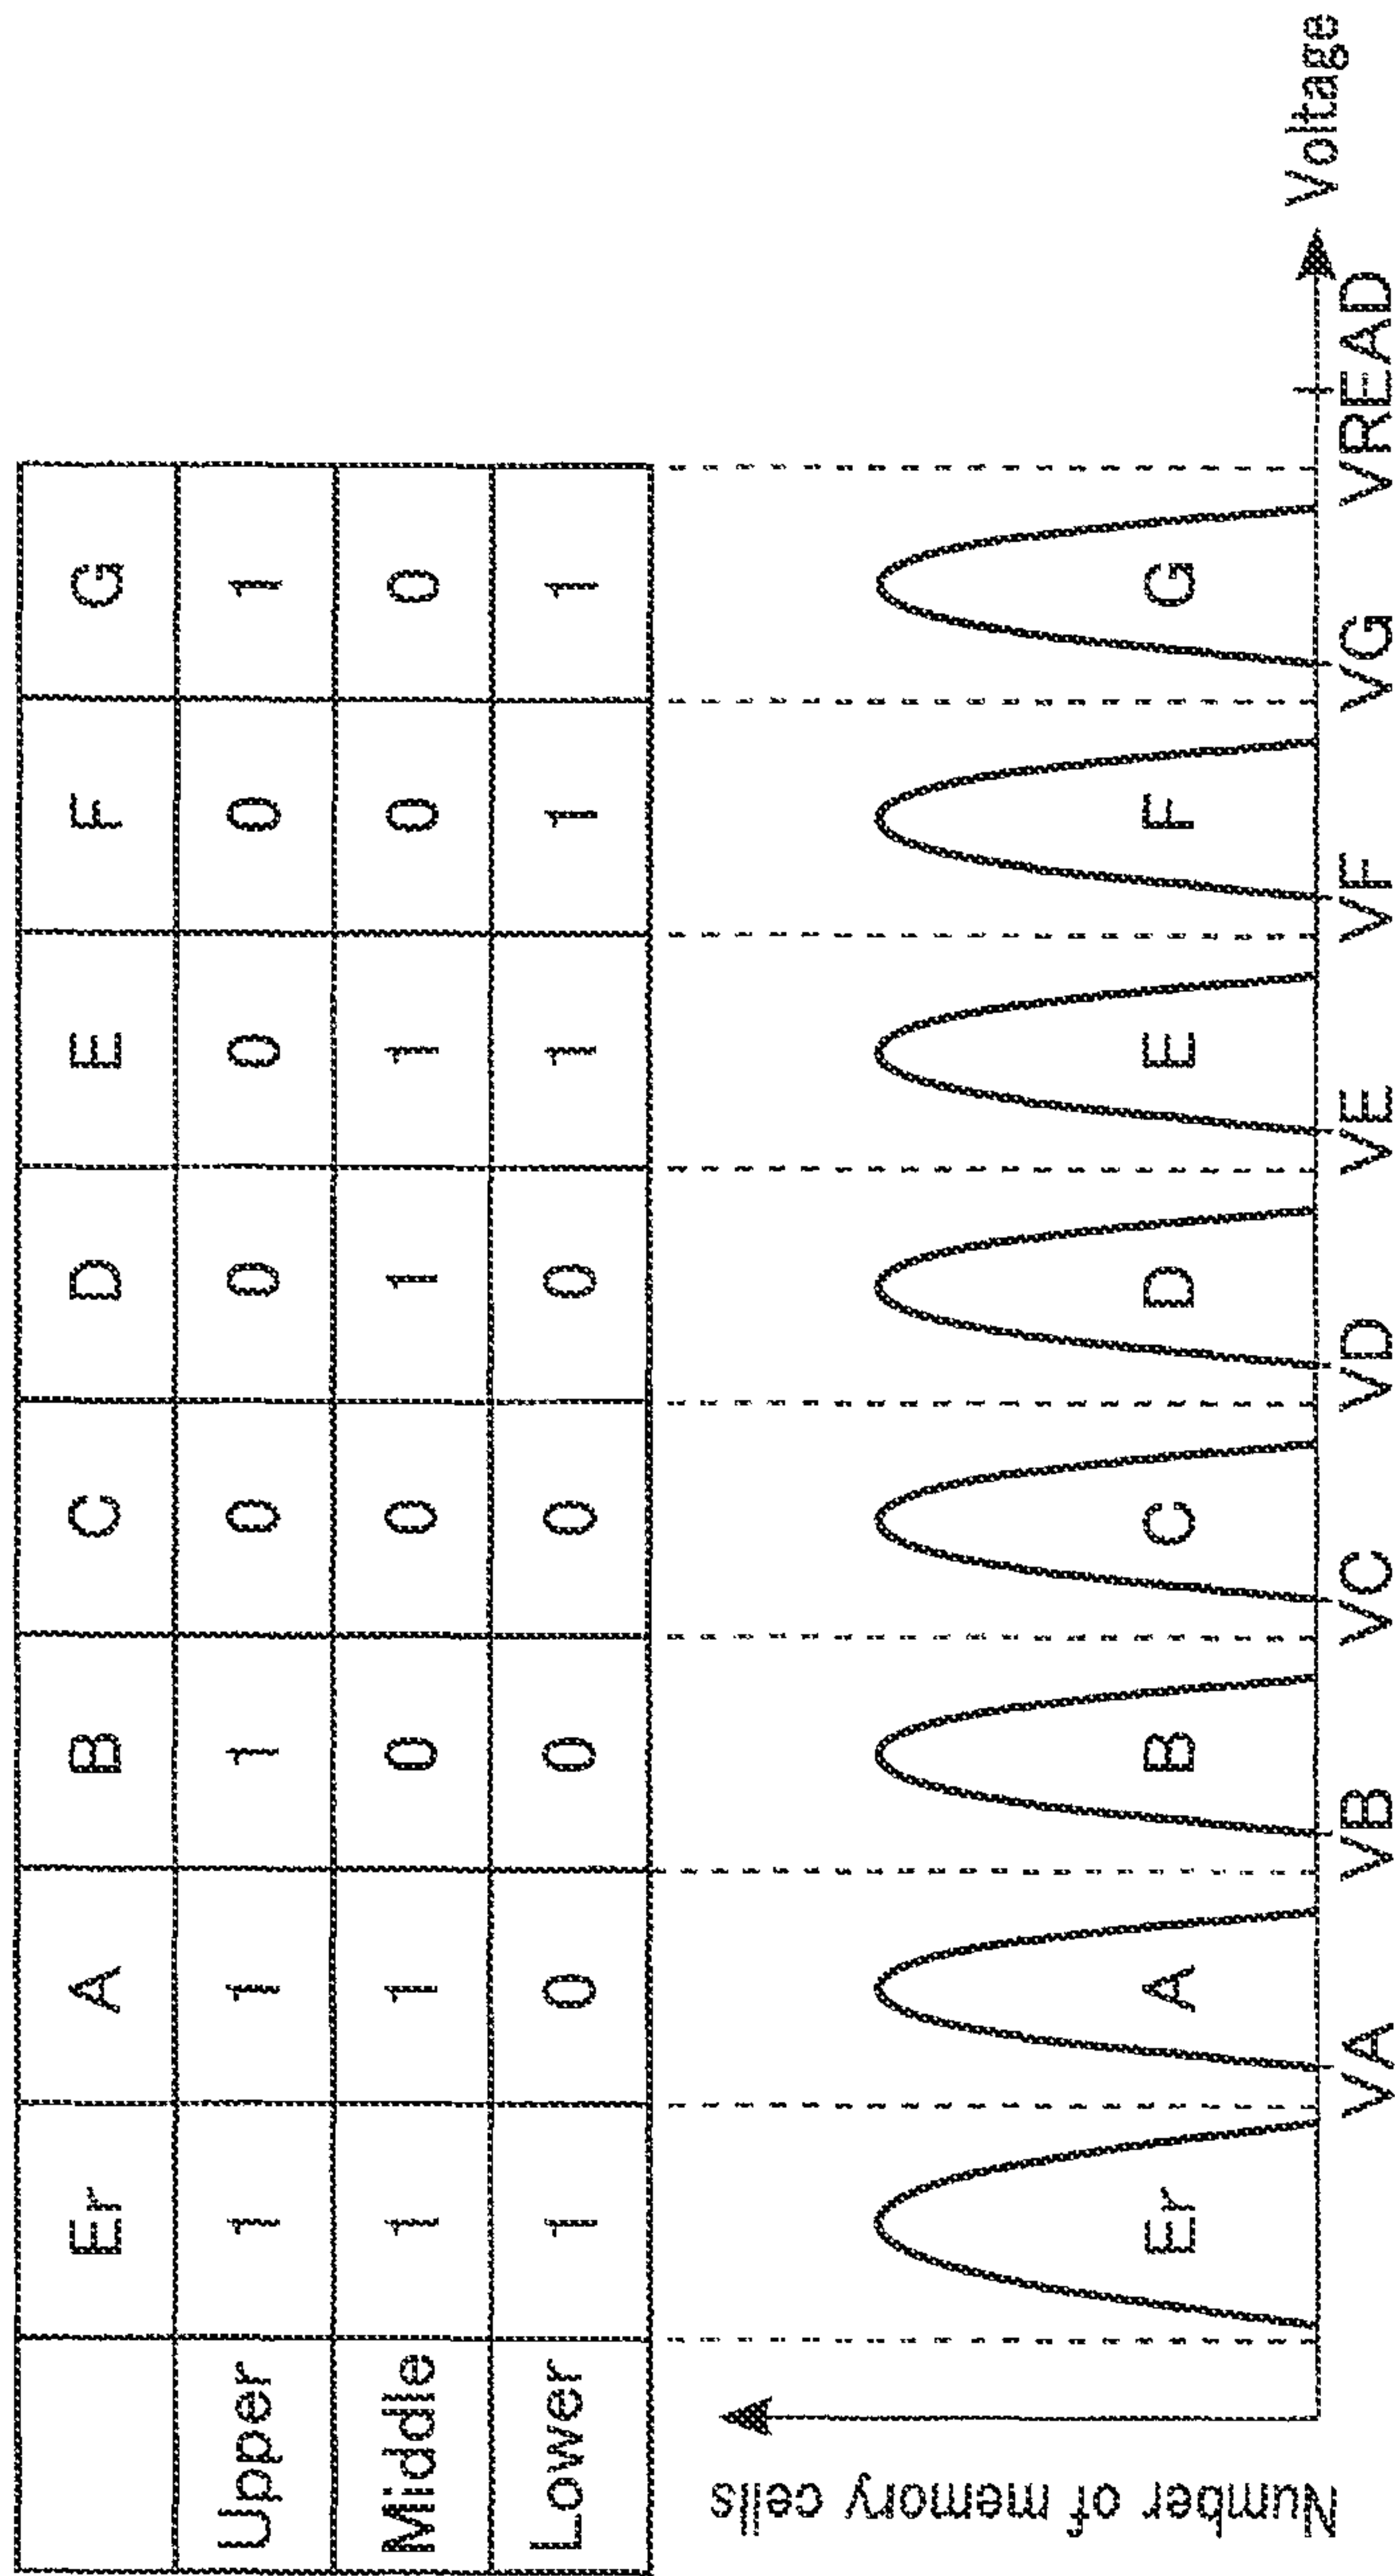 Er A B C D E F G
Upper 1 1 1 0 0 0 0 1
Middle 1 1 0 0 1 1 0 0
Lower 1 0 0 0 0 1 1 1
Number of memory cells
Er A B C D E F G
VA VB VC VD VE VF VG VREAD
Voltage